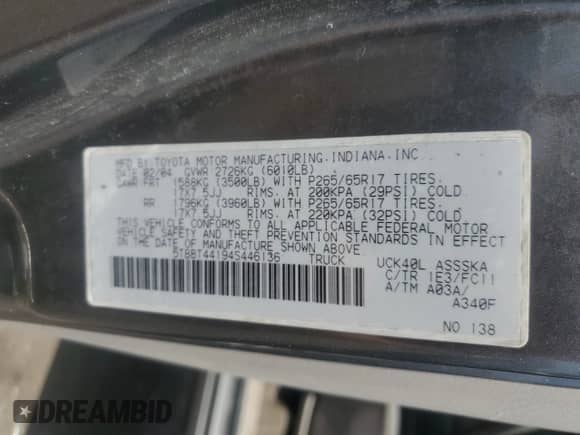 MFD BY: TOYOTA MOTOR MANUFACTURING, INDIANA, INC
DATE: 02/04 GVWR 2726KG (6010LB)
GAWR FRT 1588KG (3500LB) WITH P265/65R17 TIRES,
17X7.5JJ RIMS, AT 200KPA (29PSI) COLD
RR 1796KG (3960LB) WITH P265/65R17 TIRES,
17X7.5JJ RIMS, AT 220KPA (32PSI) COLD
THIS VEHICLE CONFORMS TO ALL APPLICABLE FEDERAL MOTOR
VEHICLE SAFETY AND THEFT PREVENTION STANDARDS IN EFFECT
ON THE DATE OF MANUFACTURE SHOWN ABOVE.
5TBBT44194S446136 TRUCK
UCK40L ASSSKA
C/TR 1E3/FC11
A/TM A03A/
A340F
NO 138
DREAMBID